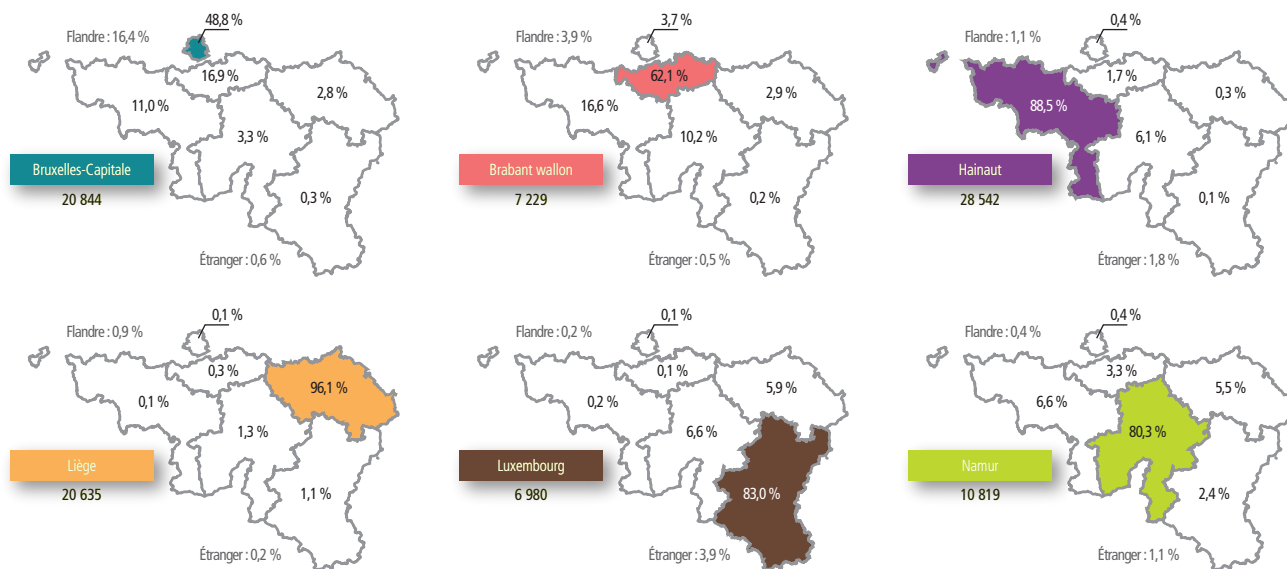 48,8 %
Flandre : 16,4 %
16,9 %
2,8 %
11,0 %
3,3 %
Bruxelles-Capitale
20 844
0,3 %
Étranger : 0,6 %
3,7 %
Flandre : 3,9 %
62,1 %
2,9 %
16,6 %
10,2 %
Brabant wallon
7 229
0,2 %
Étranger : 0,5 %
0,4 %
Flandre : 1,1 %
1,7 %
0,3 %
88,5 %
6,1 %
Hainaut
28 542
0,1 %
Étranger : 1,8 %
0,1 %
Flandre : 0,9 %
0,3 %
96,1 %
0,1 %
1,3 %
Liège
20 635
1,1 %
Étranger : 0,2 %
0,1 %
Flandre : 0,2 %
0,1 %
5,9 %
0,2 %
6,6 %
Luxembourg
6 980
83,0 %
Étranger : 3,9 %
0,4 %
Flandre : 0,4 %
3,3 %
5,5 %
6,6 %
80,3 %
Namur
10 819
2,4 %
Étranger : 1,1 %